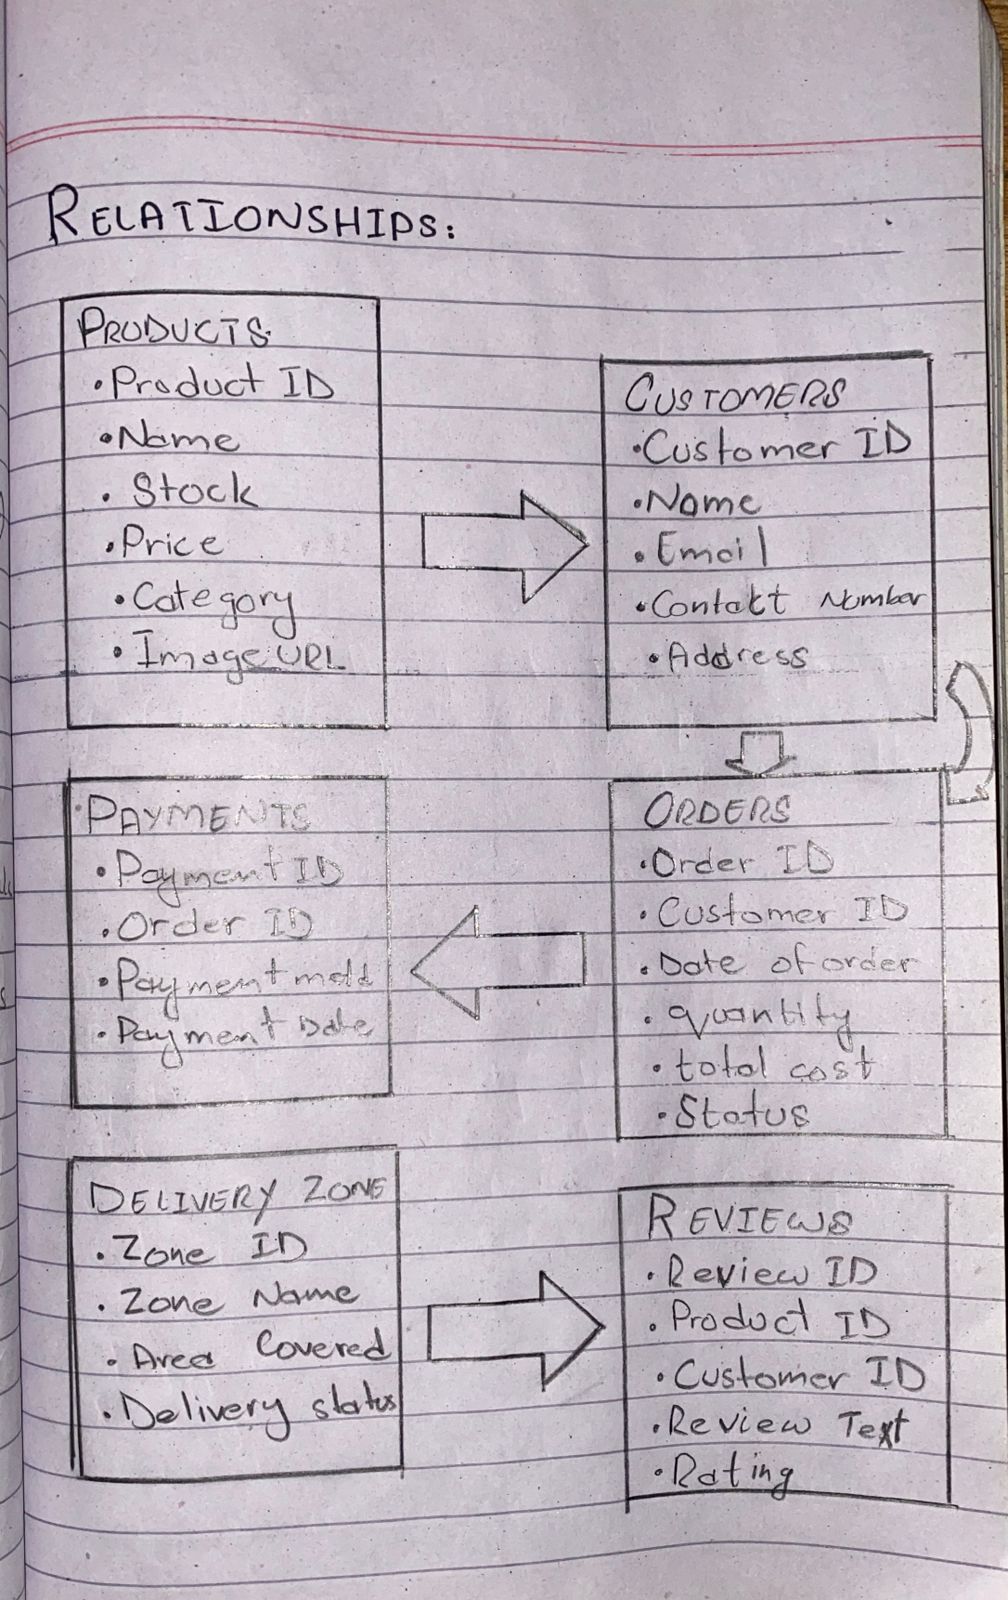 RELATIONSHIPS:
PRODUCTS
• Product ID
• Name
• Stock
• Price
• Category
• Image URL
CUSTOMERS
• Customer ID
• Name
• Email
• Contakt Number
• Address
PAYMENTS
• Payment ID
• Order ID
• Payment
• Payment Date
ORDERS
• Order ID
• Customer ID
• Date of order
• quantity
• total cost
• Status
DELIVERY ZONE
• Zone ID
• Zone Name
• Area Covered
• Delivery status
REVIEWS
• Review ID
• Product ID
• Customer ID
• Review Text
• Rating